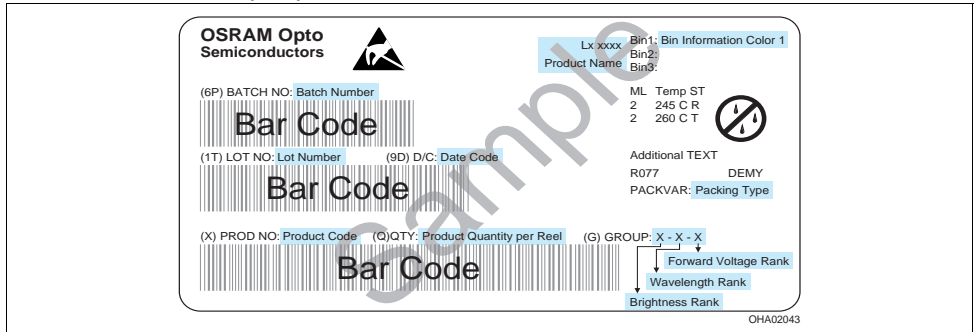 OSRAM Opto
Semiconductors
Lx xxxx
Product Name
Bin1: Bin Information Color 1
Bin2:
Bin3:
(6P) BATCH NO: Batch Number
Bar Code
ML Temp ST
2 245 C R
2 260 C T
(1T) LOT NO: Lot Number (9D) D/C: Date Code
Bar Code
Additional TEXT
R077 DEMY
PACKVAR: Packing Type
(X) PROD NO: Product Code (Q)QTY: Product Quantity per Reel (G) GROUP: X - X - X
Bar Code
Forward Voltage Rank
Wavelength Rank
Brightness Rank
Sample
OHA02043